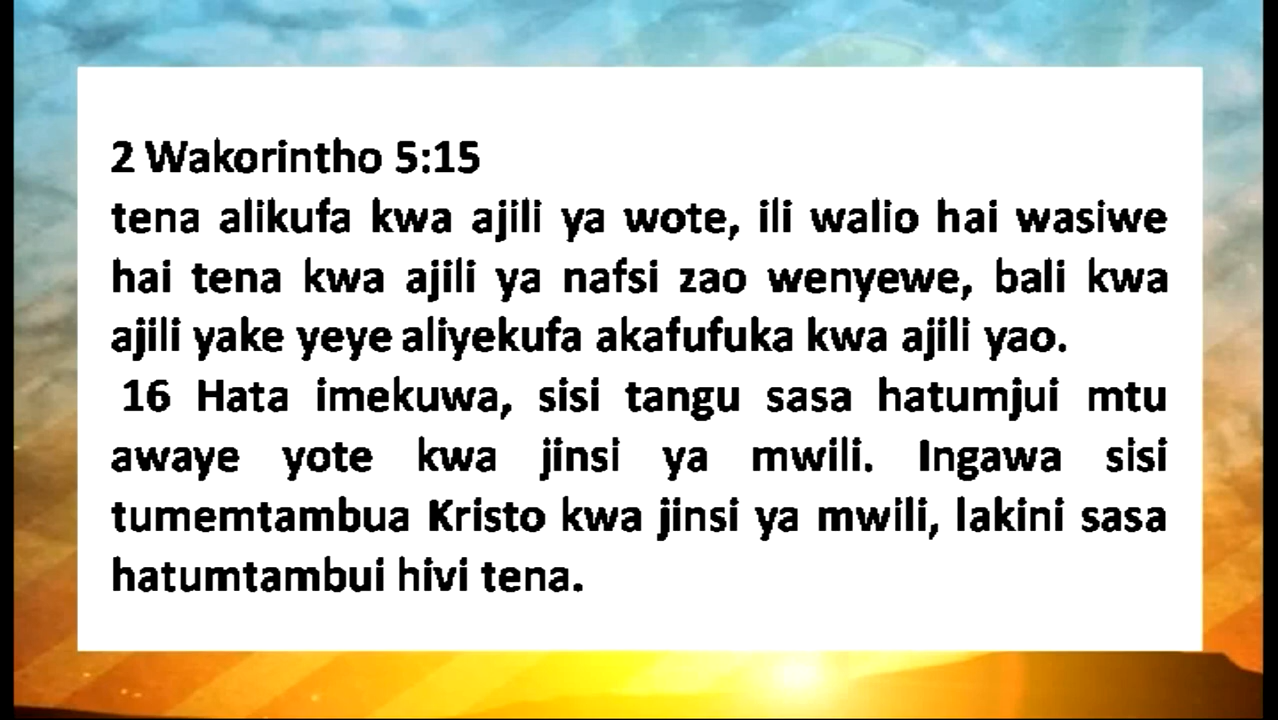 2 Wakorintho 5:15
tena alikufa kwa ajili ya wote, ili walio hai wasiwe
hai tena kwa ajili ya nafsi zao wenyewe, bali kwa
ajili yake yeye aliyekufa akafufuka kwa ajili yao.
16 Hata imekuwa, sisi tangu sasa hatumjui mtu
awaye yote kwa jinsi ya mwili. Ingawa sisi
tumemtambua Kristo kwa jinsi ya mwili, lakini sasa
hatumtambui hivi tena.